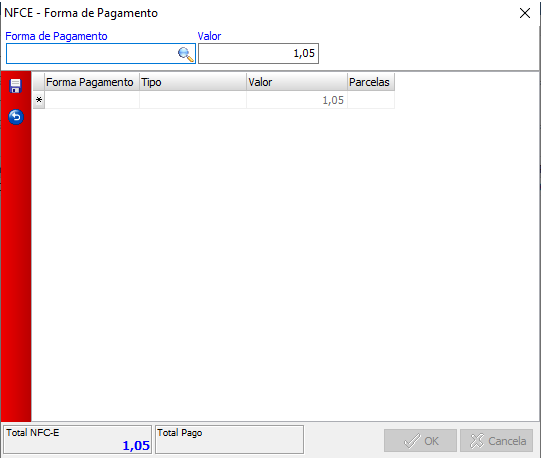 NFCE - Forma de Pagamento
Forma de Pagamento Valor
1,05
Forma Pagamento Tipo Valor Parcelas
* 1,05
Total NFC-E Total Pago
1,05
OK Cancela